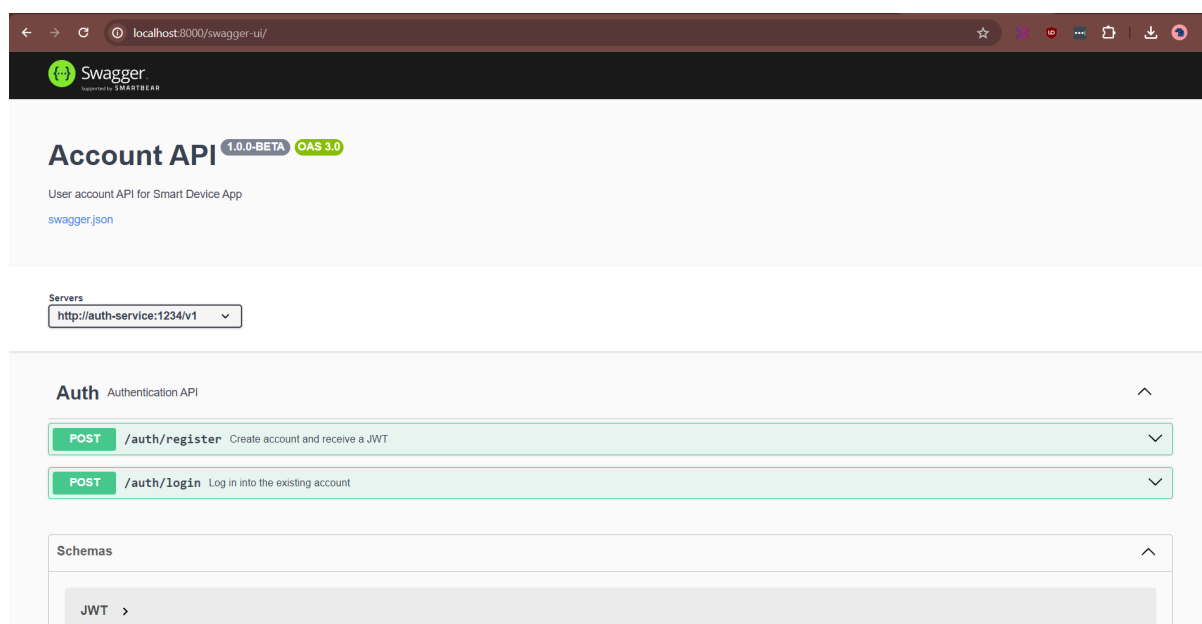 localhost:8000/swagger-ui/
Swagger
Supported by SMARTBEAR
Account API 1.0.0-BETA OAS 3.0
User account API for Smart Device App
swagger.json
Servers
http://auth-service:1234/v1
Auth Authentication API
POST /auth/register Create account and receive a JWT
POST /auth/login Log in into the existing account
Schemas
JWT